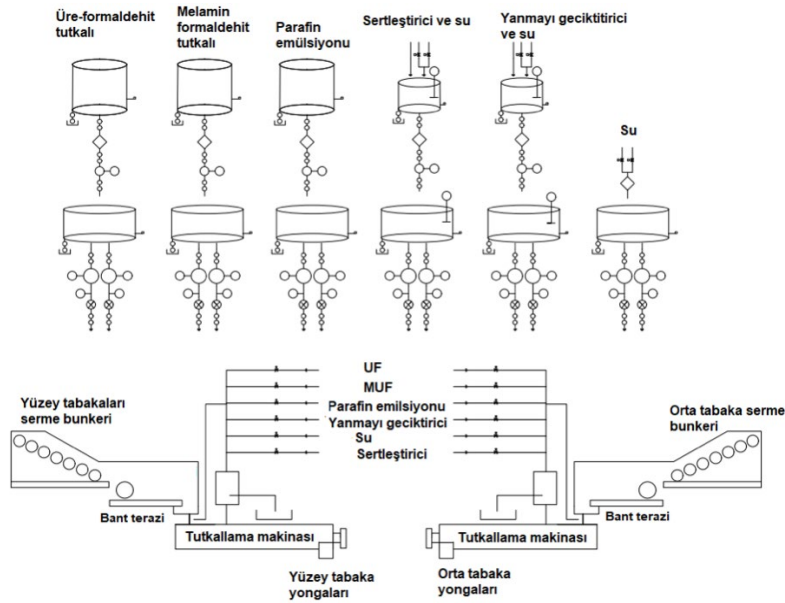 Üre-formaldehit
tutkalı
Melamin
formaldehit
tutkalı
Parafin
emülsiyonu
Sertleştirici ve su
Yanmayı geciktitirici
ve su
Su
UF
MUF
Parafin emilsiyonu
Yanmayı geciktirici
Su
Sertleştirici
Yüzey tabakaları
serme bunkeri
Orta tabaka serme
bunkeri
Bant terazi
Bant terazi
Tutkallama makinası
Tutkallama makinası
Yüzey tabaka
yongaları
Orta tabaka
yongaları